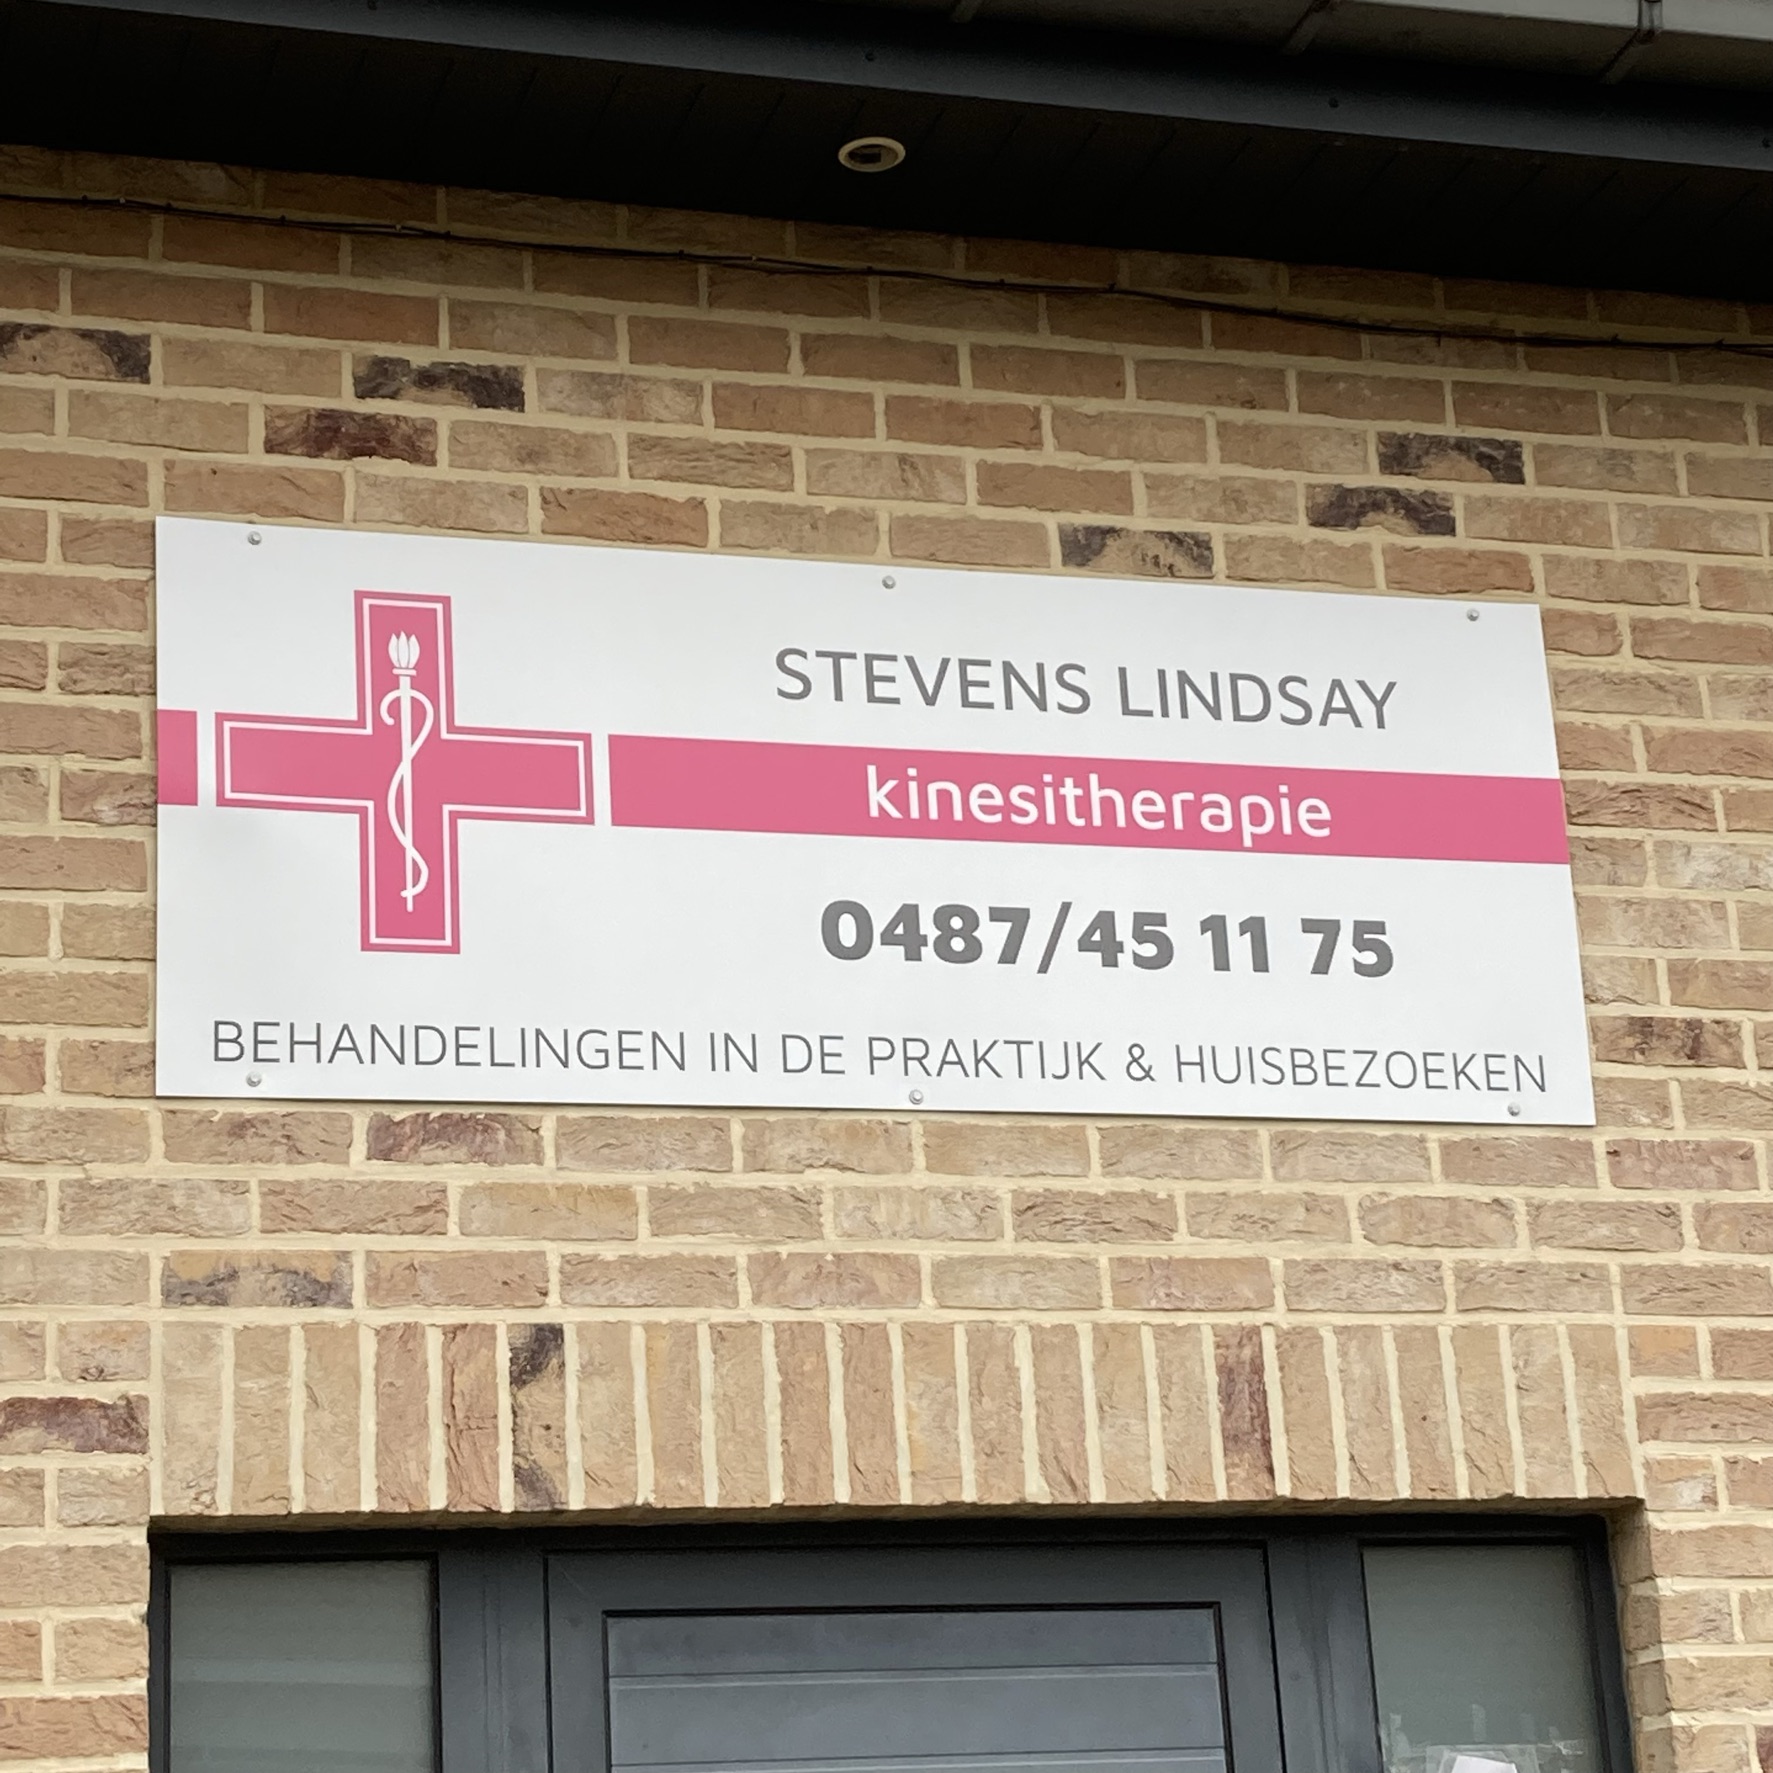 STEVENS LINDSAY
kinesitherapie
0487/45 11 75
BEHANDELINGEN IN DE PRAKTIJK & HUISBEZOEKEN